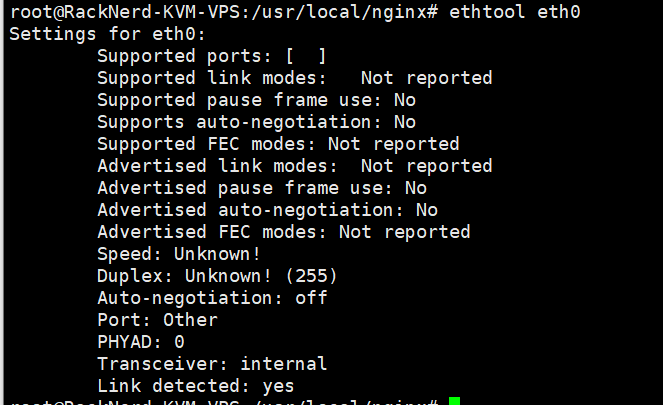 root@RackNerd-KVM-VPS:/usr/local/nginx# ethtool eth0
Settings for eth0:
Supported ports: [  ]
Supported link modes:   Not reported
Supported pause frame use: No
Supports auto-negotiation: No
Supported FEC modes: Not reported
Advertised link modes:  Not reported
Advertised pause frame use: No
Advertised auto-negotiation: No
Advertised FEC modes: Not reported
Speed: Unknown!
Duplex: Unknown! (255)
Auto-negotiation: off
Port: Other
PHYAD: 0
Transceiver: internal
Link detected: yes
root@RackNerd-KVM-VPS:/usr/local/nginx#